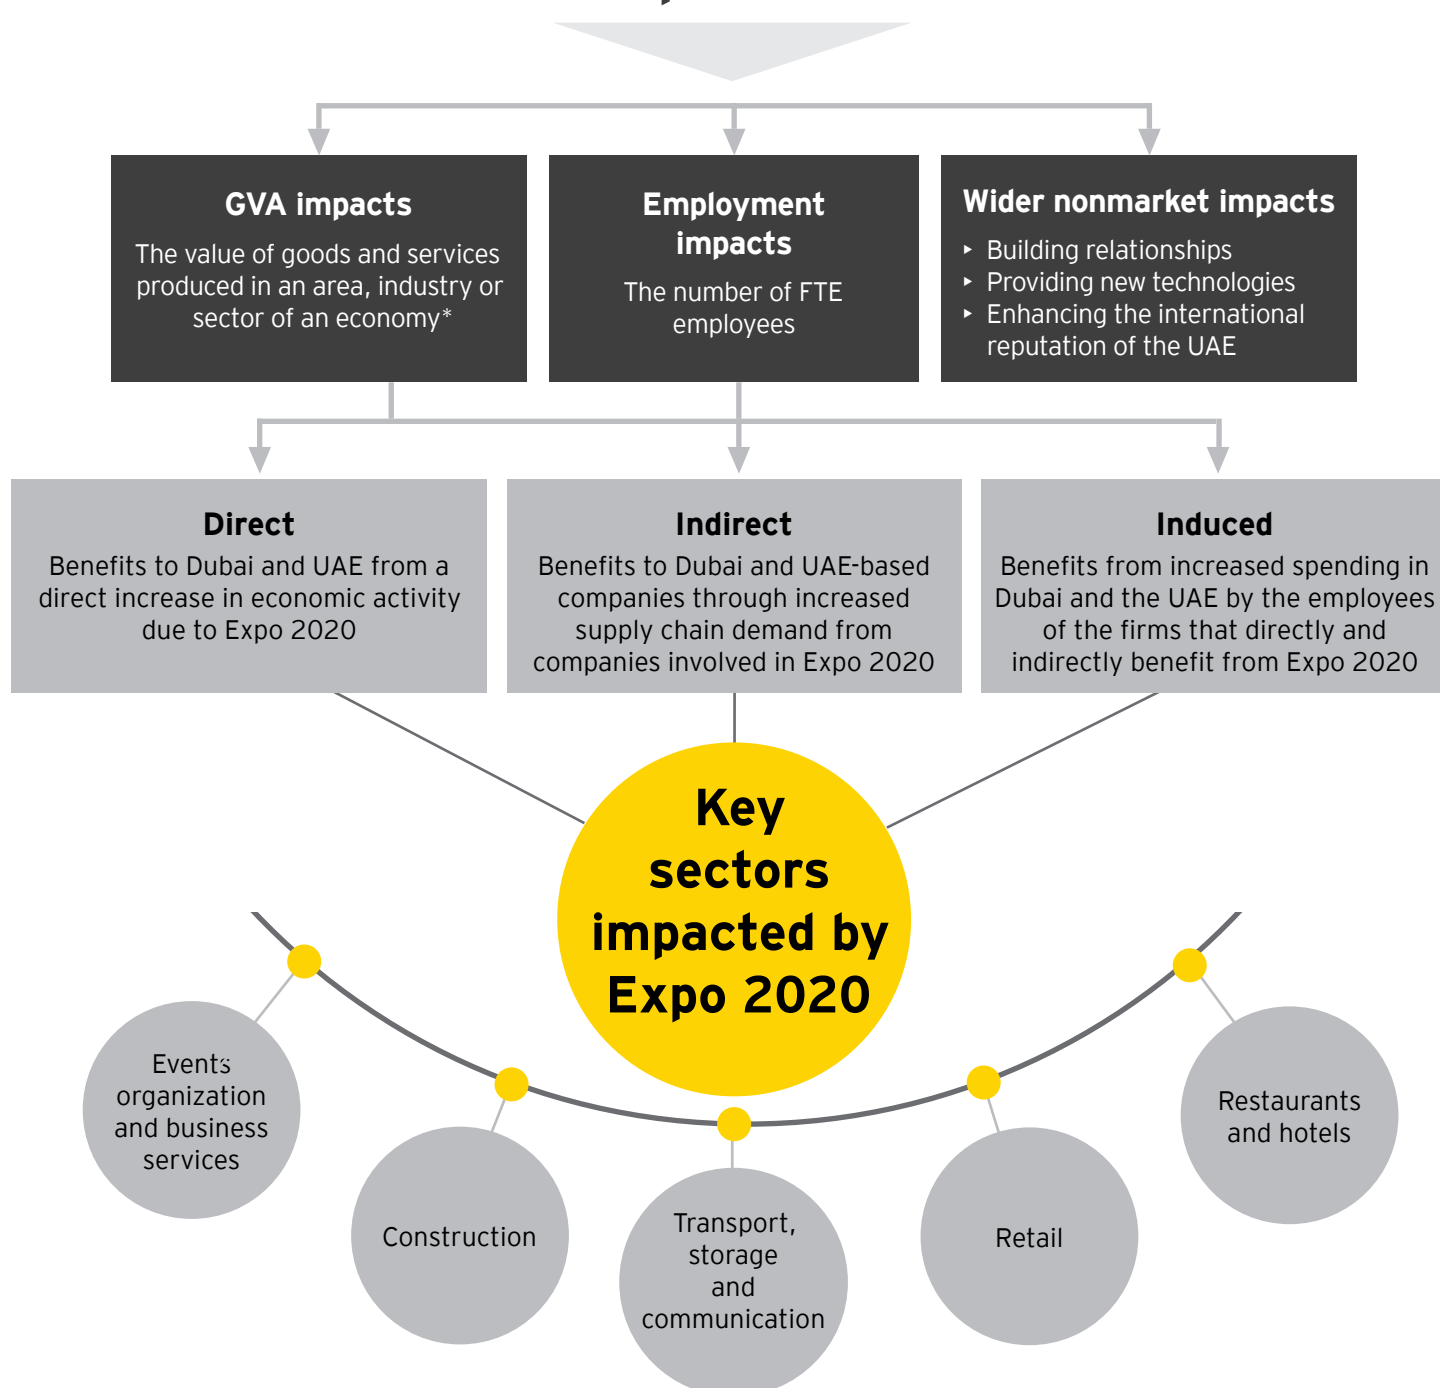 GVA impacts
The value of goods and services
produced in an area, industry or
sector of an economy*
Employment
impacts
The number of FTE
employees
Wider nonmarket impacts
‣ Building relationships
‣ Providing new technologies
‣ Enhancing the international
reputation of the UAE
Direct
Benefits to Dubai and UAE from a
direct increase in economic activity
due to Expo 2020
Indirect
Benefits to Dubai and UAE-based
companies through increased
supply chain demand from
companies involved in Expo 2020
Induced
Benefits from increased spending in
Dubai and the UAE by the employees
of the firms that directly and
indirectly benefit from Expo 2020
Key
sectors
impacted by
Expo 2020
Events
organization
and business
services
Construction
Transport,
storage
and
communication
Retail
Restaurants
and hotels